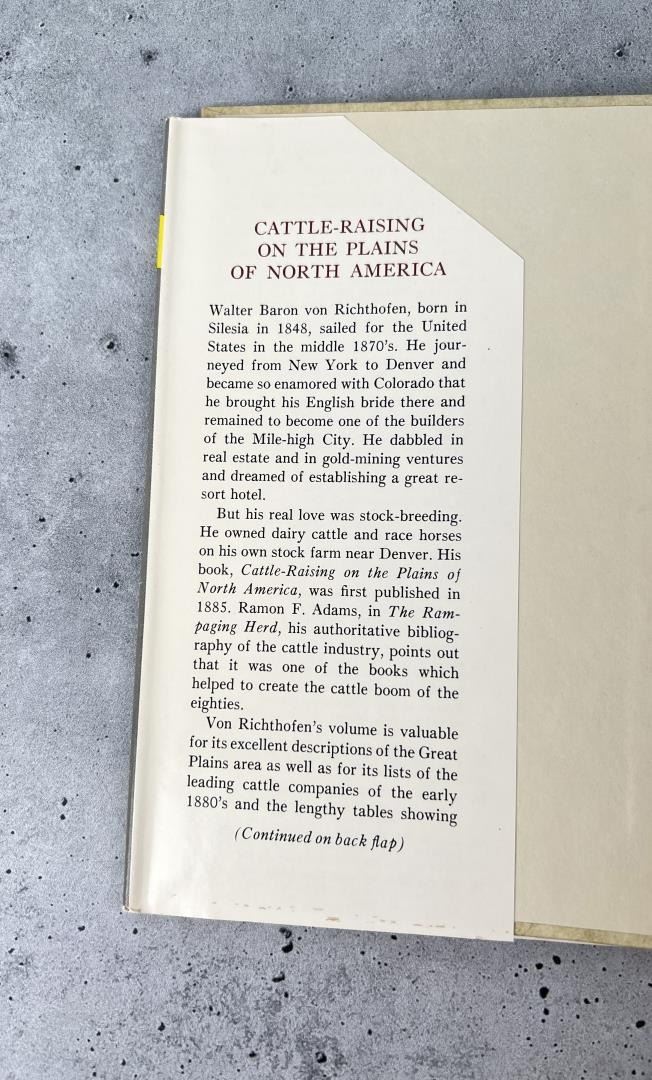 CATTLE-RAISING
ON THE PLAINS
OF NORTH AMERICA
Walter Baron von Richthofen, born in
Silesia in 1848, sailed for the United
States in the middle 1870's. He jour-
neyed from New York to Denver and
became so enamored with Colorado that
he brought his English bride there and
remained to become one of the builders
of the Mile-high City. He dabbled in
real estate and in gold-mining ventures
and dreamed of establishing a great re-
sort hotel.
But his real love was stock-breeding.
He owned dairy cattle and race horses
on his own stock farm near Denver. His
book, Cattle-Raising on the Plains of
North America, was first published in
1885. Ramon F. Adams, in The Ram-
paging Herd, his authoritative bibliog-
raphy of the cattle industry, points out
that it was one of the books which
helped to create the cattle boom of the
eighties.
Von Richthofen's volume is valuable
for its excellent descriptions of the Great
Plains area as well as for its lists of the
leading cattle companies of the early
1880's and the lengthy tables showing
(Continued on back flap)